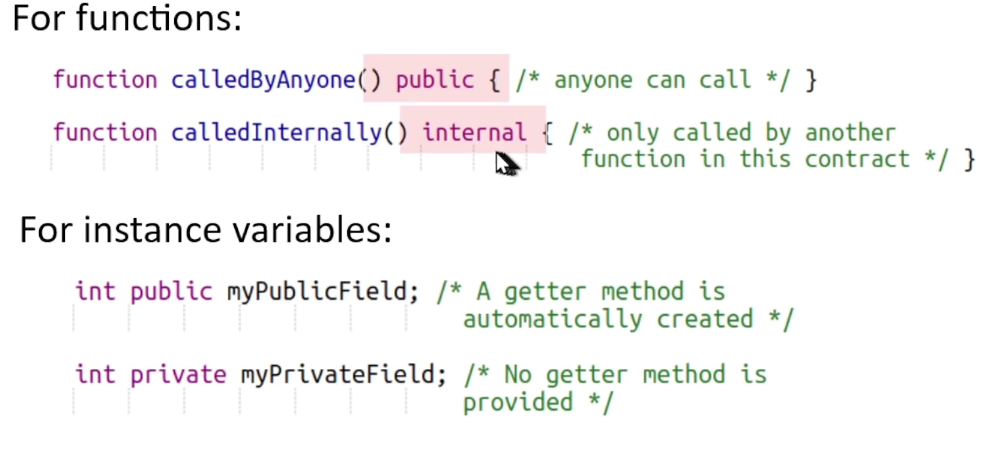 For functions:
function calledByAnyone() public { /* anyone can call */ }
function calledInternally() internal { /* only called by another
function in this contract */ }
For instance variables:
int public myPublicField; /* A getter method is
automatically created */
int private myPrivateField; /* No getter method is
provided */